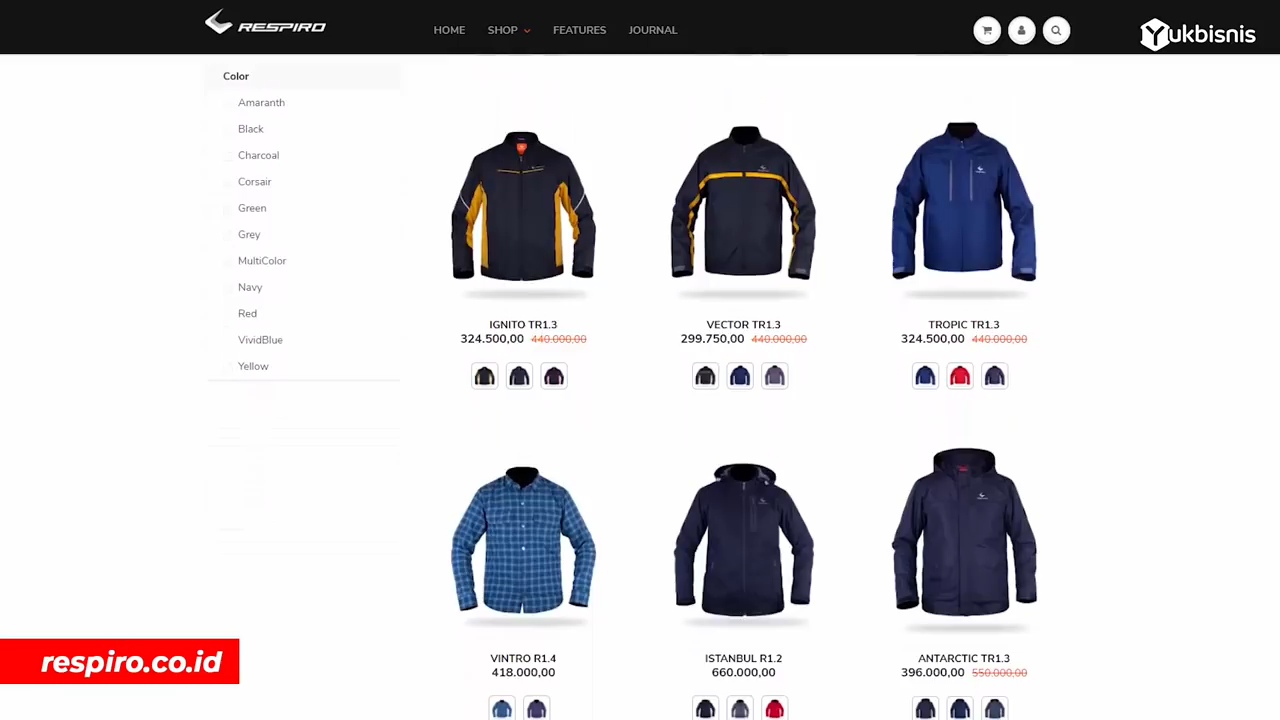 RESPIRO
HOME
SHOP
FEATURES
JOURNAL
Yukbisnis
Color
Amaranth
Black
Charcoal
Corsair
Green
Grey
MultiColor
Navy
Red
VividBlue
Yellow
IGNITO TR1.3
324.500,00 440.000,00
VECTOR TR1.3
299.750,00 440.000,00
TROPIC TR1.3
324.500,00 440.000,00
VINTRO R1.4
418.000,00
ISTANBUL R1.2
660.000,00
ANTARCTIC TR1.3
396.000,00 550.000,00
respiro.co.id